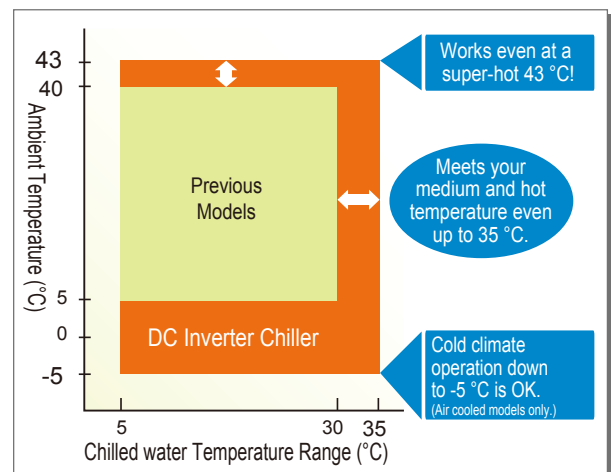 43
40
5
0
-5
Ambient Temperature (°C)
Previous
Models
DC Inverter Chiller
5
30
35
Chilled water Temperature Range (°C)
Works even at a
super-hot 43 °C!
Meets your
medium and hot
temperature even
up to 35 °C.
Cold climate
operation down
to -5 °C is OK.
(Air cooled models only.)